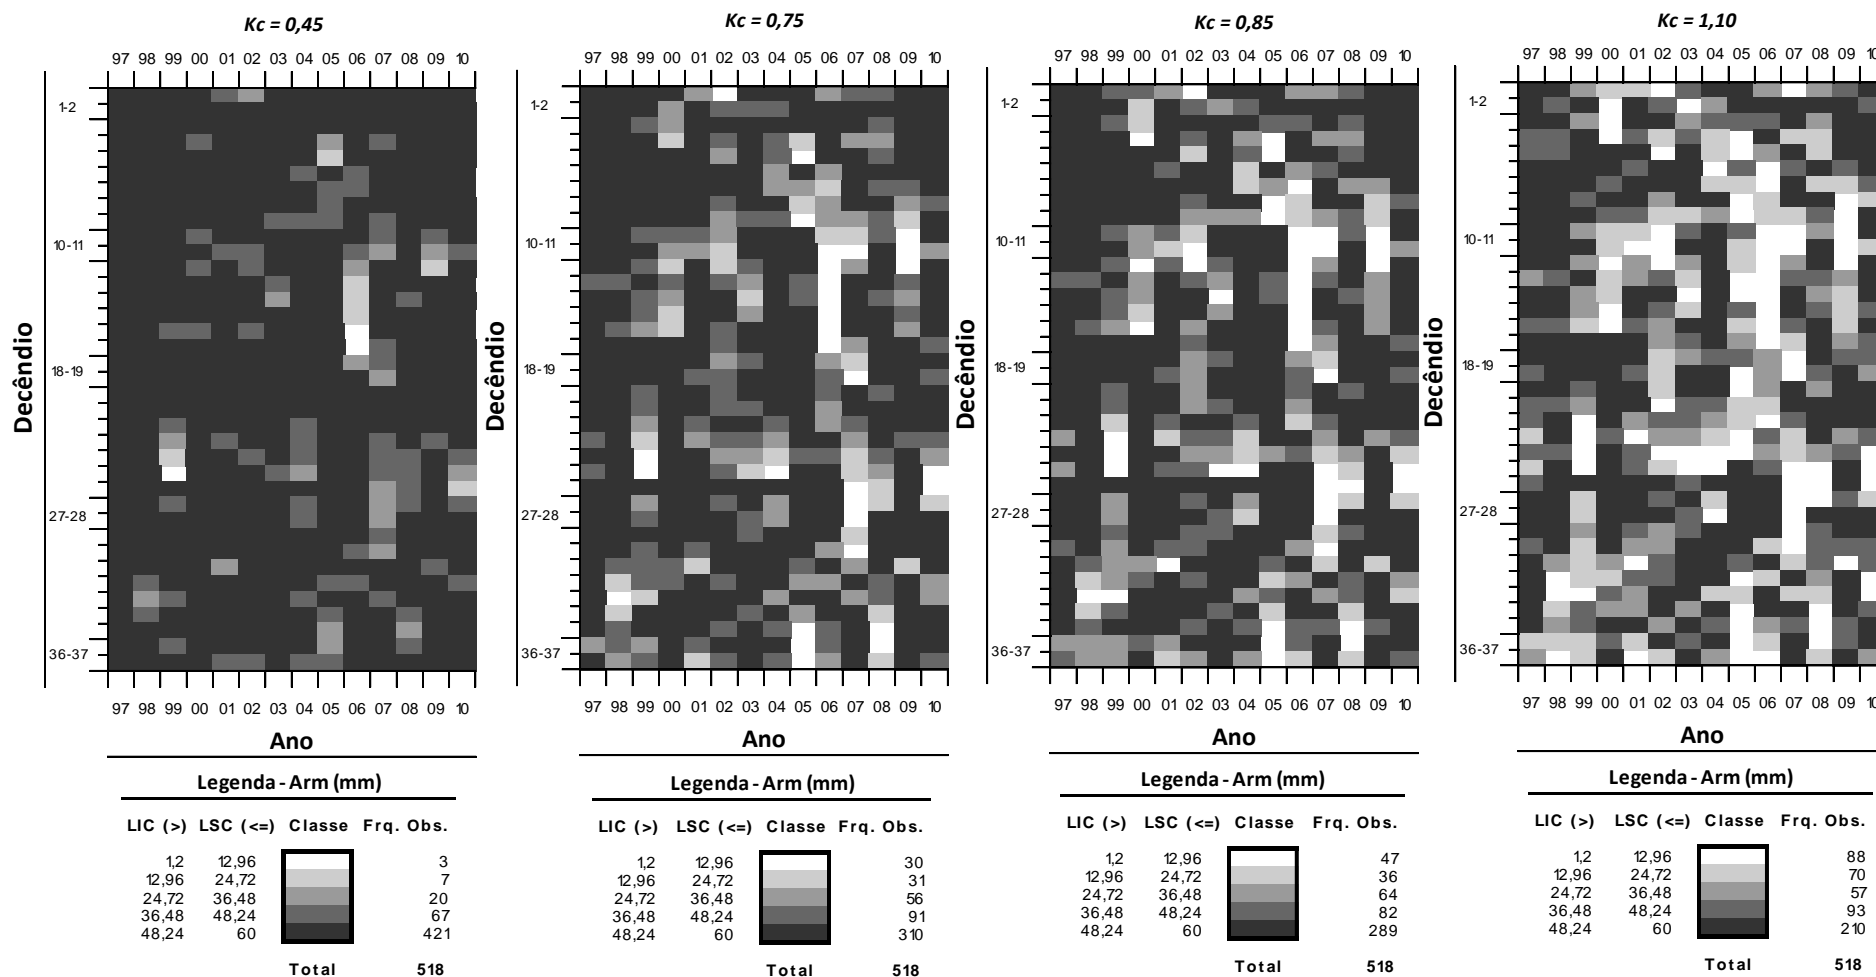 Kc = 0,45
97 98 99 00 01 02 03 04 05 06 07 08 09 10
Decêndio
1-2
10-11
18-19
27-28
36-37
97 98 99 00 01 02 03 04 05 06 07 08 09 10
Ano
Legenda - Arm (mm)
LIC (>) LSC (<=) Classe Frq. Obs.
1,2 12,96 3
12,96 24,72 7
24,72 36,48 20
36,48 48,24 67
48,24 60 421
Total 518
Kc = 0,75
97 98 99 00 01 02 03 04 05 06 07 08 09 10
Decêndio
1-2
10-11
18-19
27-28
36-37
97 98 99 00 01 02 03 04 05 06 07 08 09 10
Ano
Legenda - Arm (mm)
LIC (>) LSC (<=) Classe Frq. Obs.
1,2 12,96 30
12,96 24,72 31
24,72 36,48 56
36,48 48,24 91
48,24 60 310
Total 518
Kc = 0,85
97 98 99 00 01 02 03 04 05 06 07 08 09 10
Decêndio
1-2
10-11
18-19
27-28
36-37
97 98 99 00 01 02 03 04 05 06 07 08 09 10
Ano
Legenda - Arm (mm)
LIC (>) LSC (<=) Classe Frq. Obs.
1,2 12,96 47
12,96 24,72 36
24,72 36,48 64
36,48 48,24 82
48,24 60 289
Total 518
Kc = 1,10
97 98 99 00 01 02 03 04 05 06 07 08 09 10
Decêndio
1-2
10-11
18-19
27-28
36-37
97 98 99 00 01 02 03 04 05 06 07 08 09 10
Ano
Legenda - Arm (mm)
LIC (>) LSC (<=) Classe Frq. Obs.
1,2 12,96 88
12,96 24,72 70
24,72 36,48 57
36,48 48,24 93
48,24 60 210
Total 518